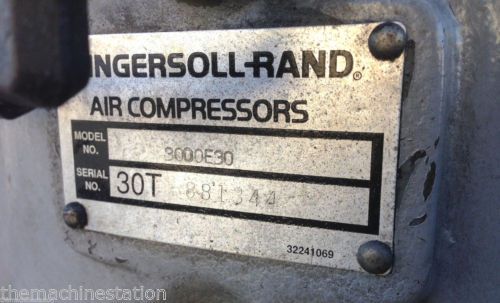 INGERSOLL-RAND®
AIR COMPRESSORS
MODEL NO. 3000E30
SERIAL NO. 30T 881344
32241069
themachinestation